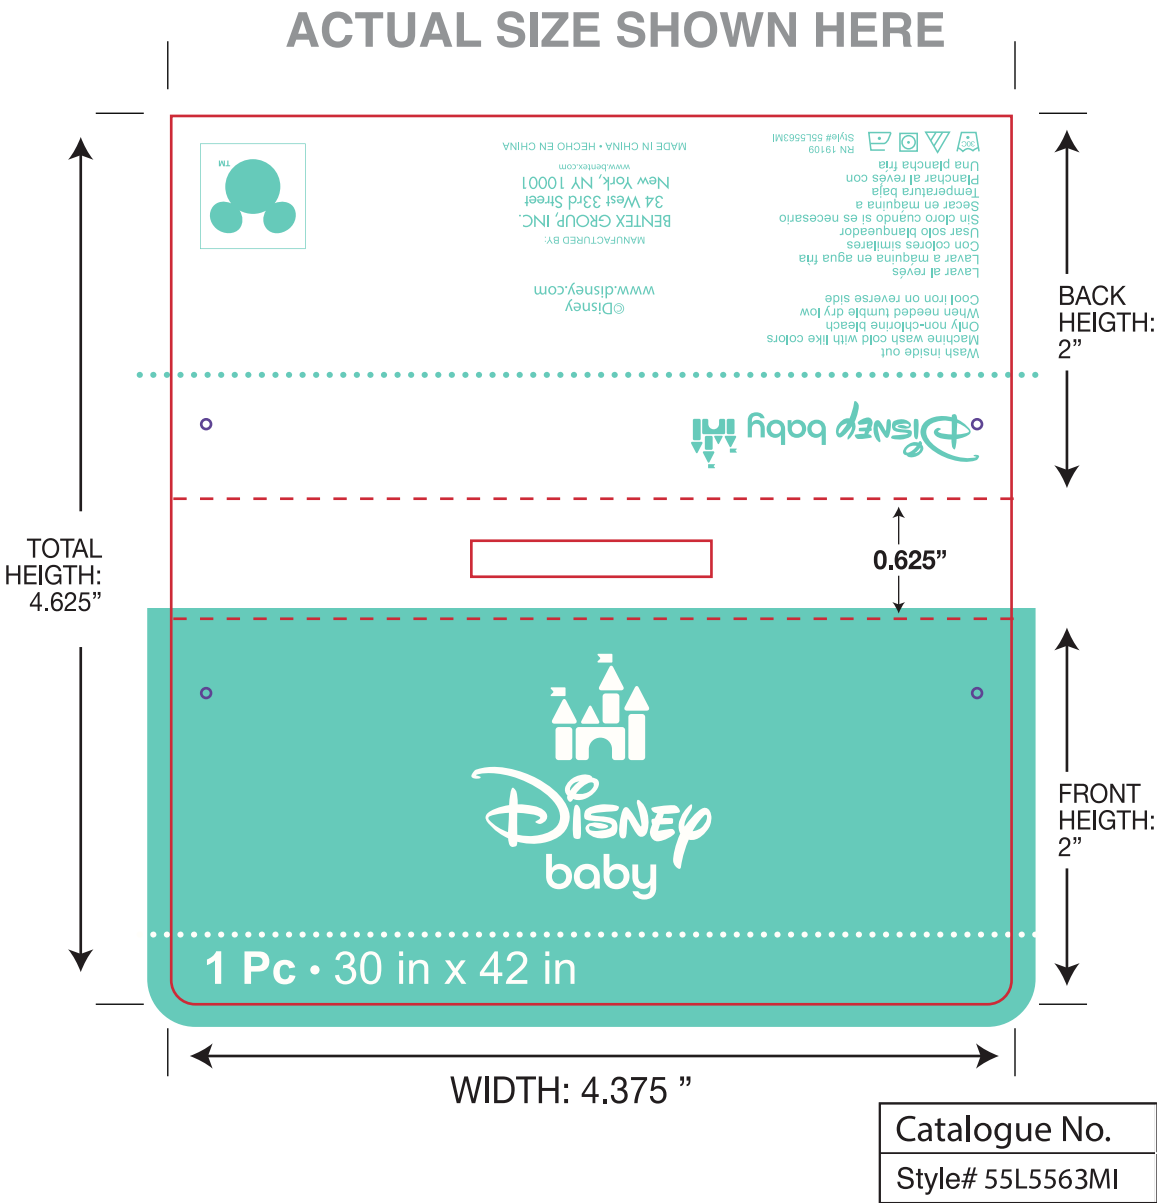 ACTUAL SIZE SHOWN HERE
Wash inside out
Machine wash cold with like colors
Only non-chlorine bleach
When needed tumble dry low
Cool iron on reverse side
Lavar al revés
Lavar a máquina en agua fría
Con colores similares
Usar solo blanqueador
Sin cloro cuando si es necesario
Secar en máquina a
Temperatura baja
Planchar al revés con
Una plancha fría
30C
RN 19109
Style# 55L5563MI
©Disney
www.disney.com
MANUFACTURED BY:
BENTEX GROUP, INC.
34 West 33rd Street
New York, NY 10001
www.bentex.com
MADE IN CHINA • HECHO EN CHINA
TM
Disney baby
BACK
HEIGTH:
2”
TOTAL
HEIGTH:
4.625”
0.625”
Disney
baby
FRONT
HEIGTH:
2”
1 Pc • 30 in x 42 in
WIDTH: 4.375 ”
Catalogue No.
Style# 55L5563MI